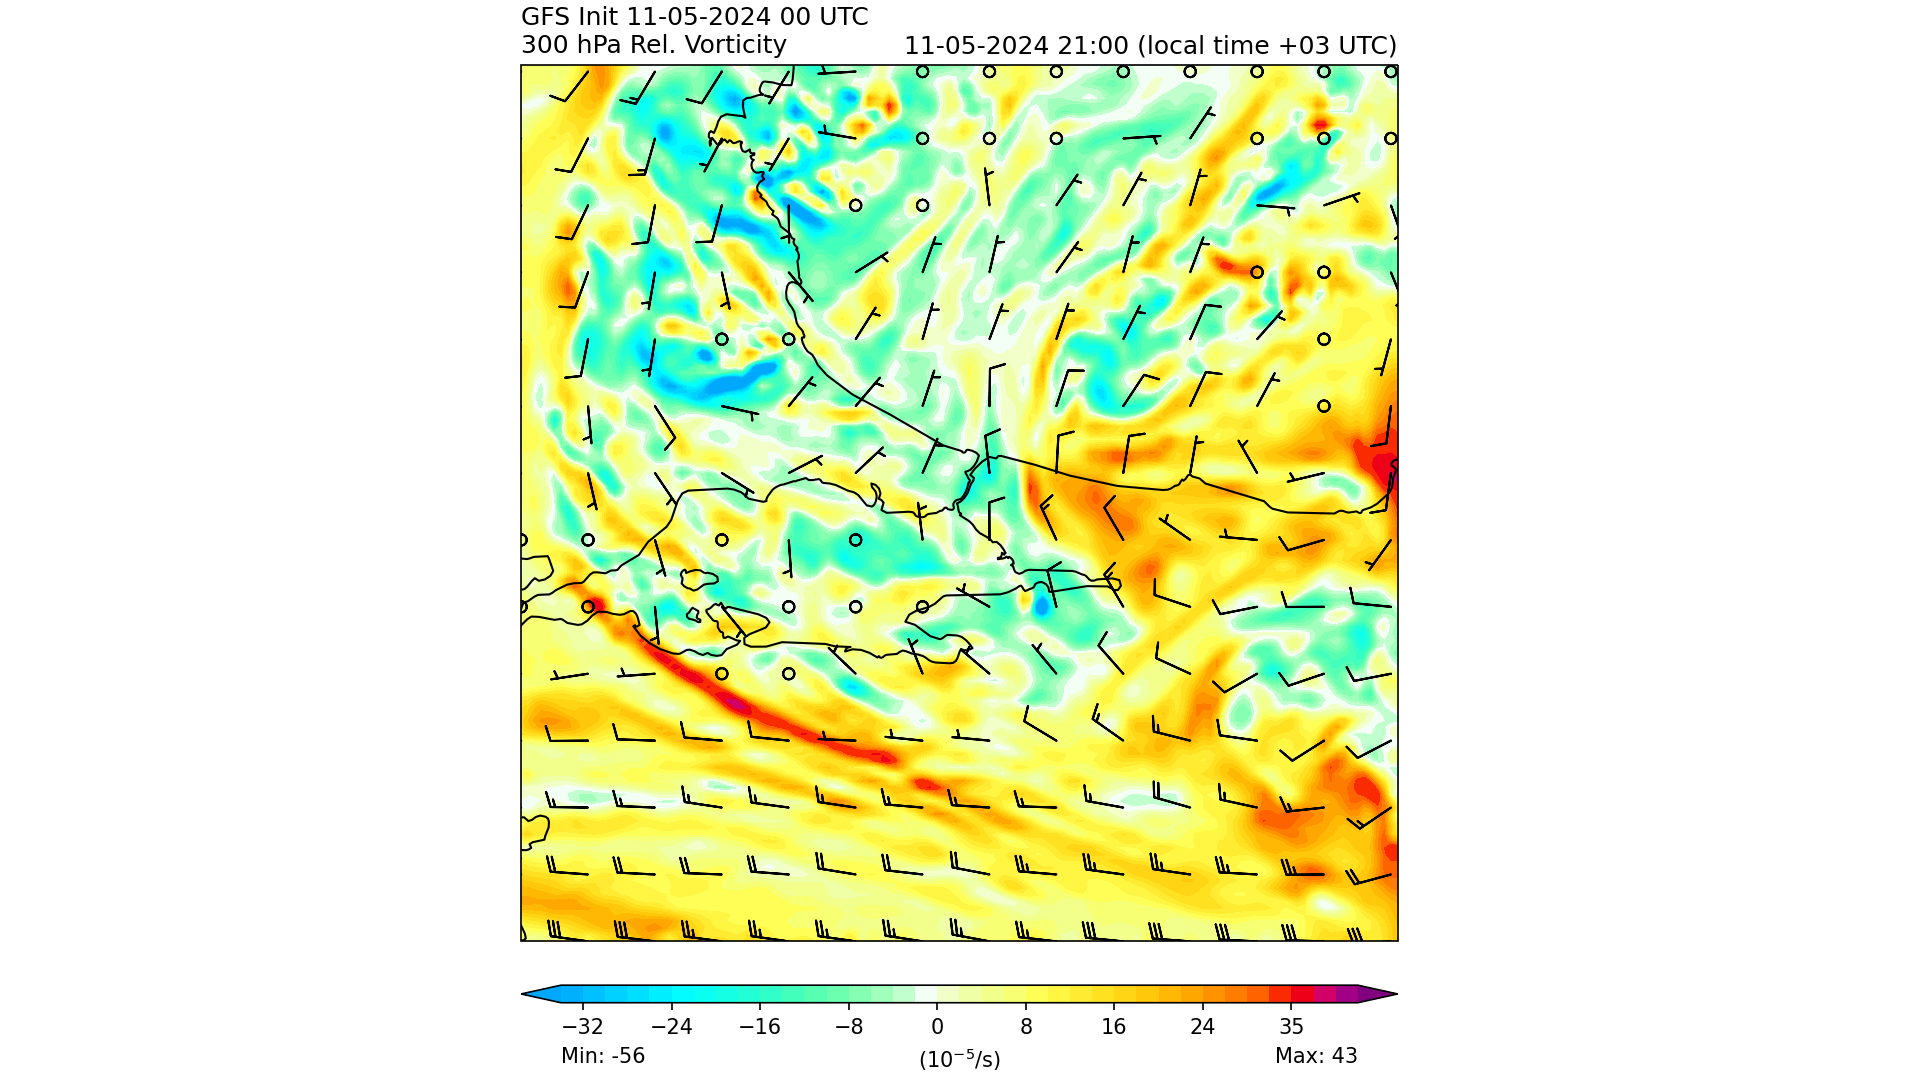 GFS Init 11-05-2024 00 UTC
300 hPa Rel. Vorticity
11-05-2024 21:00 (local time +03 UTC)
−32 −24 −16 −8 0 8 16 24 35
Min: -56 (10⁻⁵/s) Max: 43